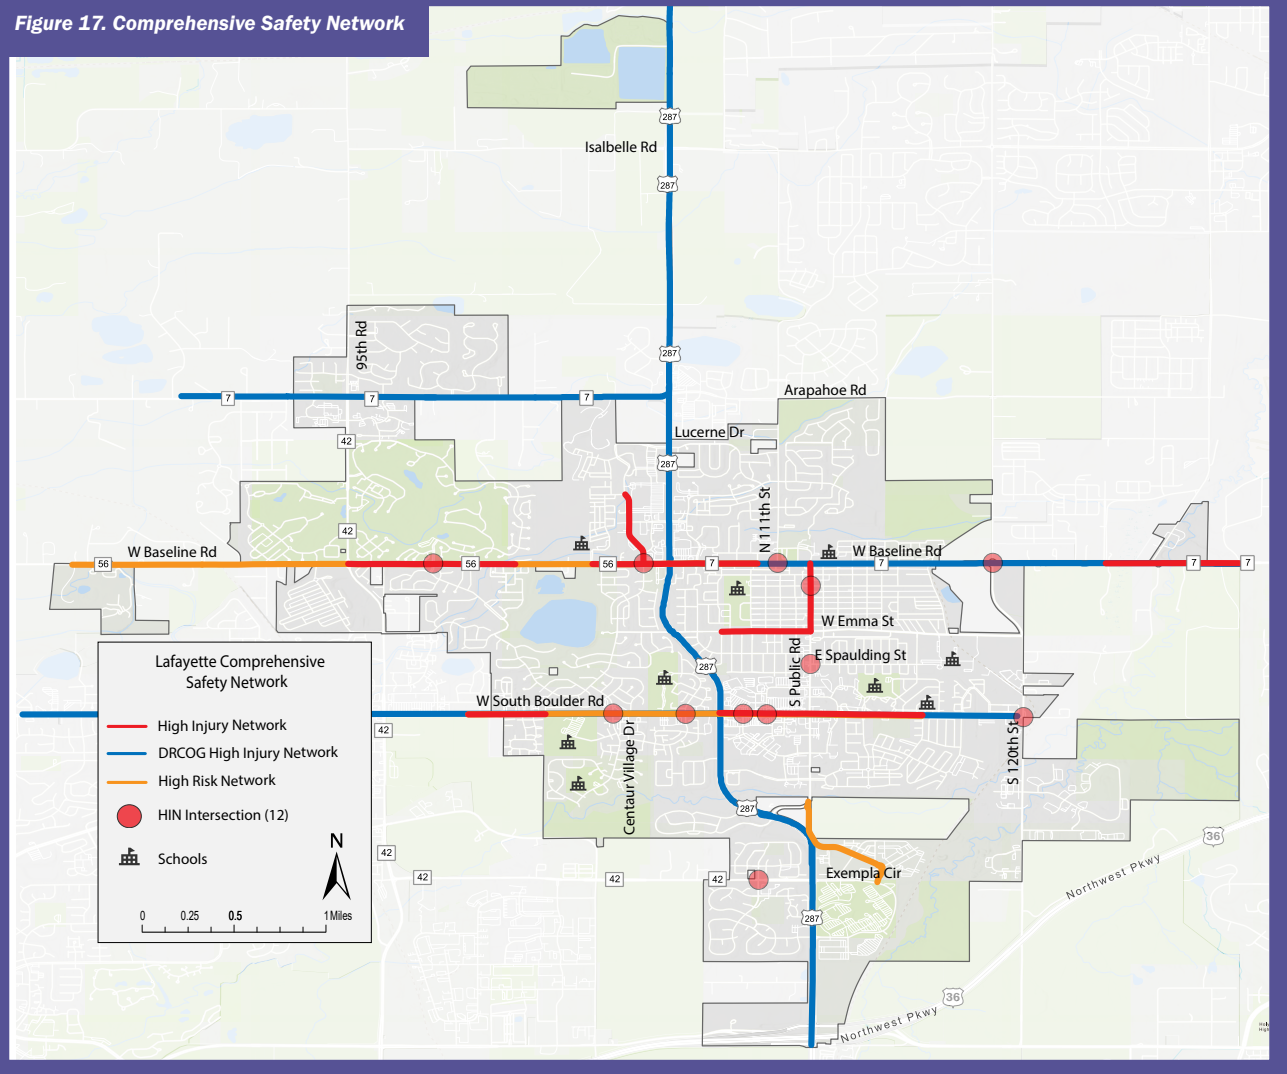 Figure 17. Comprehensive Safety Network
287
Isalbelle Rd
287
95th Rd
287
7
7
7
Arapahoe Rd
42
Lucerne Dr
287
N 111th St
42
W Baseline Rd
W Baseline Rd
56
56
56
7
7
7
7
W Emma St
S Public Rd
E Spaulding St
287
W South Boulder Rd
42
Centaur Village Dr
S 120th St
287
36
42
Northwest Pkwy
42
42
42
Exempla Cir
287
36
Northwest Pkwy
Lafayette Comprehensive
Safety Network
High Injury Network
DRCOG High Injury Network
High Risk Network
HIN Intersection (12)
Schools
N
0 0.25 0.5 1 Miles